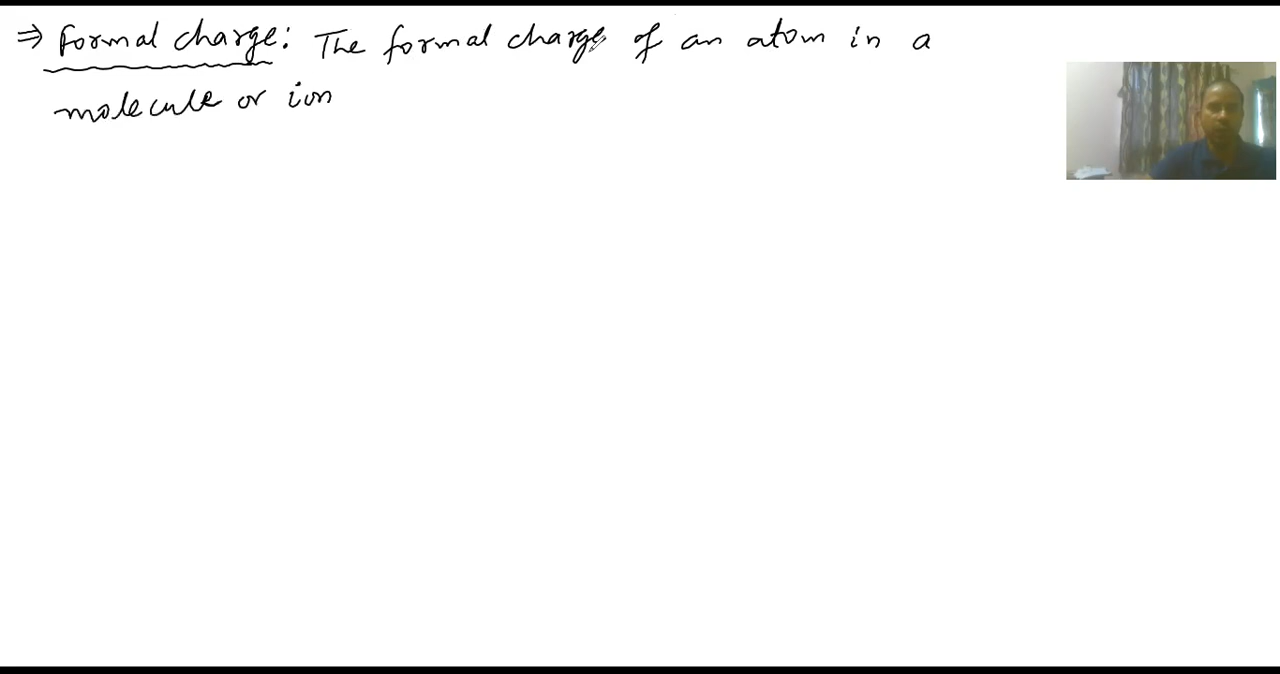 ⇒ Formal charge: The formal charge of an atom in a
molecule or ion